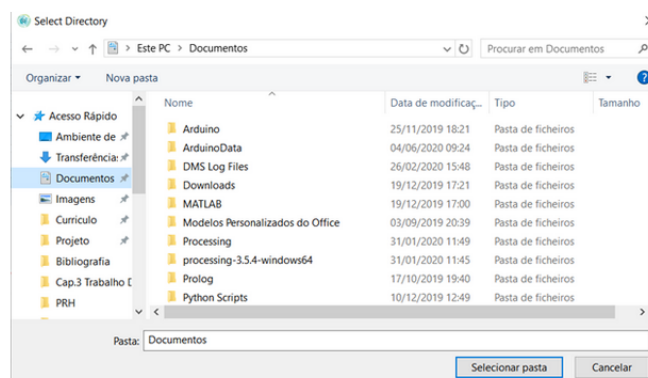 Select Directory
Este PC > Documentos
Procurar em Documentos
Organizar
Nova pasta
Nome
Data de modificaç...
Tipo
Tamanho
Acesso Rápido
Ambiente de
Transferências
Documentos
Imagens
Curriculo
Projeto
Bibliografia
Cap.3 Trabalho D
PRH
Arduino 25/11/2019 18:21 Pasta de ficheiros
ArduinoData 04/06/2020 09:24 Pasta de ficheiros
DMS Log Files 26/02/2020 15:48 Pasta de ficheiros
Downloads 19/12/2019 17:21 Pasta de ficheiros
MATLAB 19/12/2019 17:00 Pasta de ficheiros
Modelos Personalizados do Office 03/09/2019 20:39 Pasta de ficheiros
Processing 31/01/2020 11:49 Pasta de ficheiros
processing-3.5.4-windows64 31/01/2020 11:45 Pasta de ficheiros
Prolog 17/10/2019 19:40 Pasta de ficheiros
Python Scripts 10/12/2019 12:49 Pasta de ficheiros
Pasta: Documentos
Selecionar pasta
Cancelar